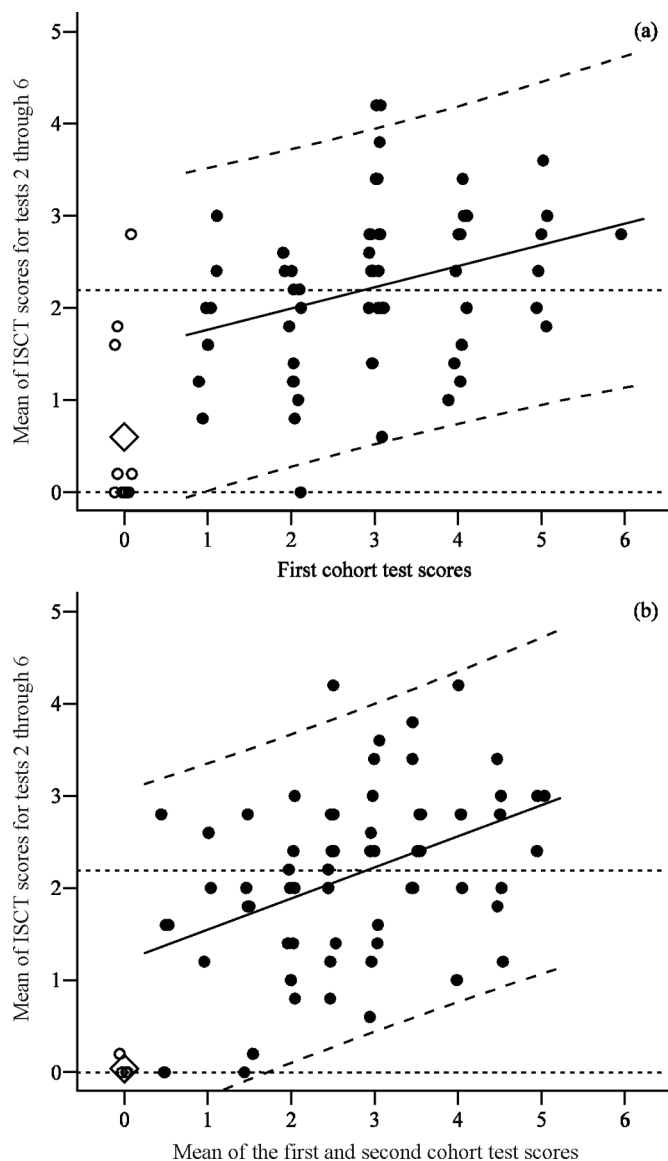 (a)
Mean of ISCT scores for tests 2 through 6
5
4
3
2
1
0
0 1 2 3 4 5 6
First cohort test scores
(b)
Mean of ISCT scores for tests 2 through 6
5
4
3
2
1
0
0 1 2 3 4 5 6
Mean of the first and second cohort test scores